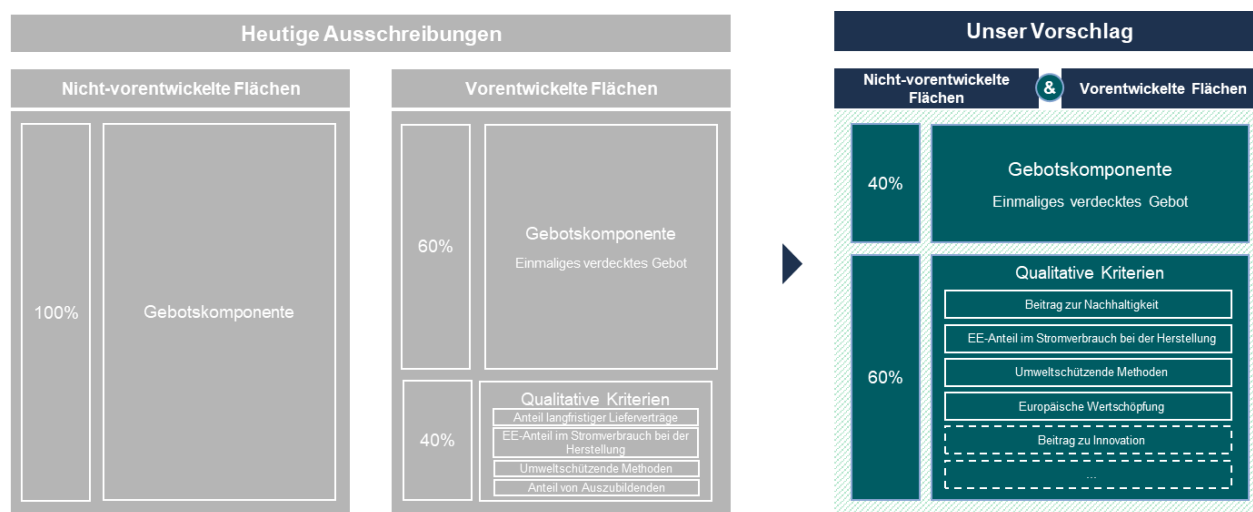 Heutige Ausschreibungen
Nicht-vorentwickelte Flächen
100%
Gebotskomponente
Vorentwickelte Flächen
60%
Gebotskomponente
Einmaliges verdecktes Gebot
40%
Qualitative Kriterien
Anteil langfristiger Lieferverträge
EE-Anteil im Stromverbrauch bei der
Herstellung
Umweltschützende Methoden
Anteil von Auszubildenden
Unser Vorschlag
Nicht-vorentwickelte
Flächen
&
Vorentwickelte Flächen
40%
Gebotskomponente
Einmaliges verdecktes Gebot
60%
Qualitative Kriterien
Beitrag zur Nachhaltigkeit
EE-Anteil im Stromverbrauch bei der Herstellung
Umweltschützende Methoden
Europäische Wertschöpfung
Beitrag zu Innovation
...